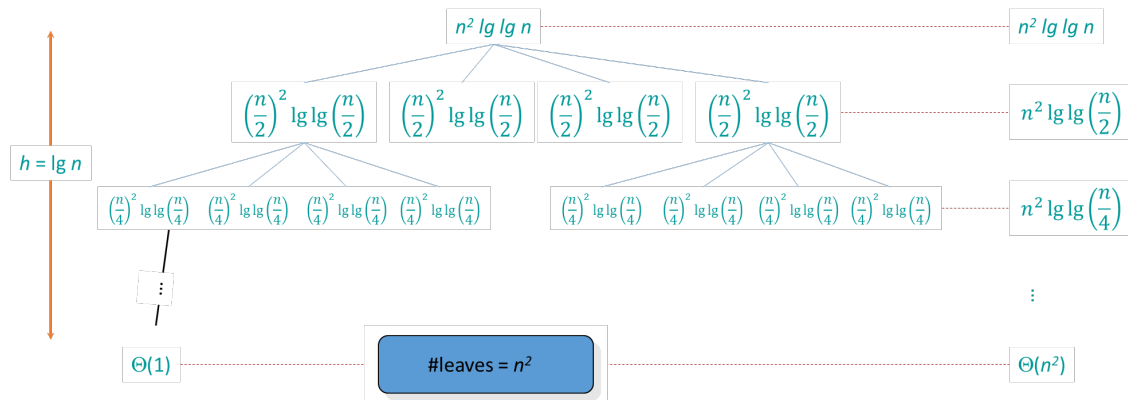 n² lg lg n n² lg lg n
(n/2)² lg lg (n/2) (n/2)² lg lg (n/2) (n/2)² lg lg (n/2) (n/2)² lg lg (n/2) n² lg lg (n/2)
h = lg n
(n/4)² lg lg (n/4) (n/4)² lg lg (n/4) (n/4)² lg lg (n/4) (n/4)² lg lg (n/4) (n/4)² lg lg (n/4) (n/4)² lg lg (n/4) (n/4)² lg lg (n/4) (n/4)² lg lg (n/4) n² lg lg (n/4)
⋮ ⋮
Θ(1) #leaves = n² Θ(n²)